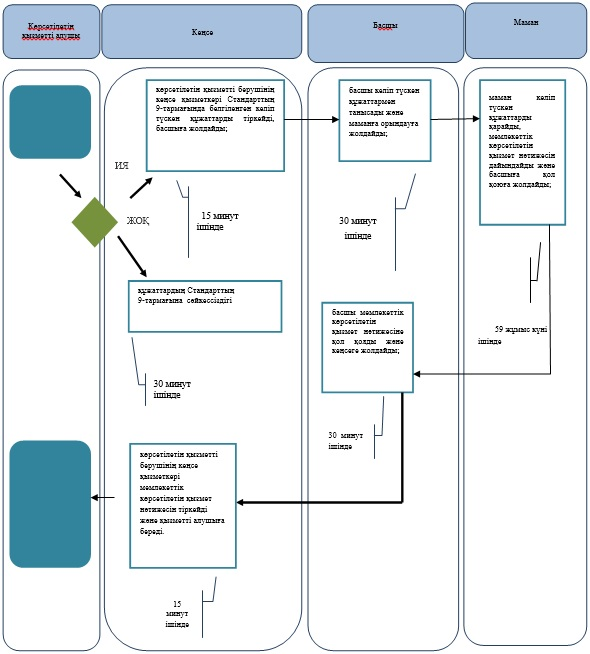 Көрсетілетін
қызметті алушы
Кеңсе
Басшы
Маман
көрсетілетін қызметті берушінің
кеңсе қызметкері Стандарттың
9-тармағында белгіленген келіп
түскен құжаттарды тіркейді,
басшыға жолдайды;
басшы келіп түскен
құжаттармен
танысады және
маманға орындауға
жолдайды;
маман келіп
түскен
құжаттарды
қарайды,
мемлекеттік
көрсетілетін
қызмет нәтижесін
дайындайды және
басшыға қол
қоюға жолдайды;
ИЯ
ЖОҚ
15 минут
ішінде
30 минут
ішінде
құжаттардың Стандарттың
9-тармағына сәйкессіздігі
басшы мемлекеттік
көрсетілетін
қызмет нәтижесіне
қол қояды және
кеңсеге жолдайды;
59 жұмыс күні
ішінде
30 минут
ішінде
30 минут
ішінде
көрсетілетін қызметті
берушінің кеңсе
қызметкері
мемлекеттік
көрсетілетін қызмет
нәтижесін тіркейді
және қызметті алушыға
береді.
15
минут
ішінде